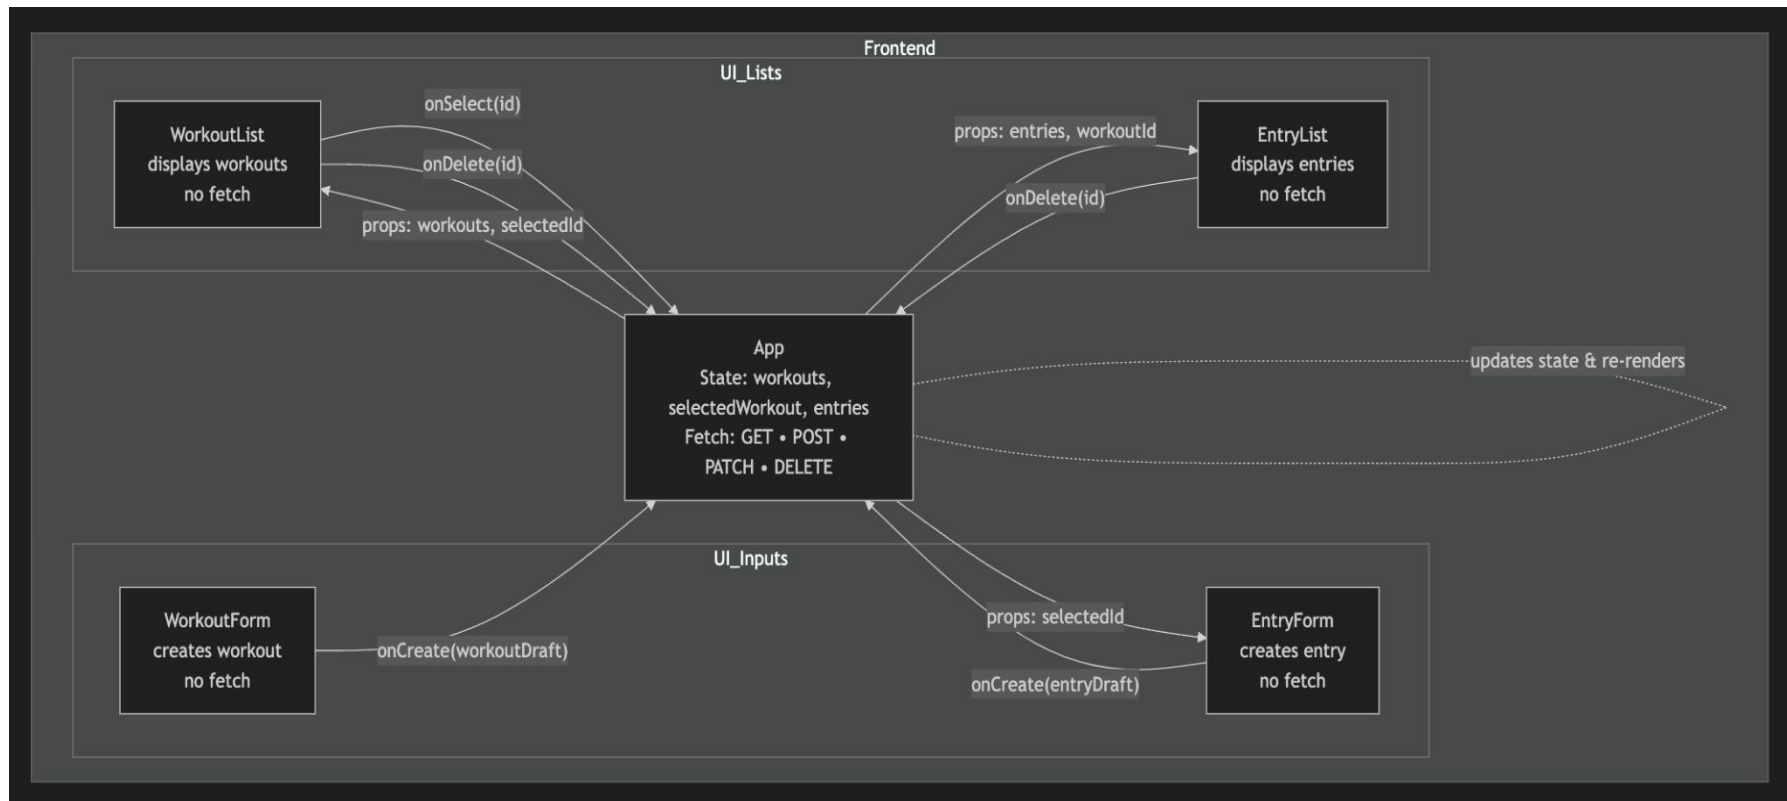 Frontend
UI_Lists
WorkoutList
displays workouts
no fetch
onSelect(id)
onDelete(id)
props: workouts, selectedId
props: entries, workoutId
onDelete(id)
EntryList
displays entries
no fetch
App
State: workouts,
selectedWorkout, entries
Fetch: GET • POST •
PATCH • DELETE
updates state & re-renders
UI_Inputs
WorkoutForm
creates workout
no fetch
onCreate(workoutDraft)
props: selectedId
onCreate(entryDraft)
EntryForm
creates entry
no fetch